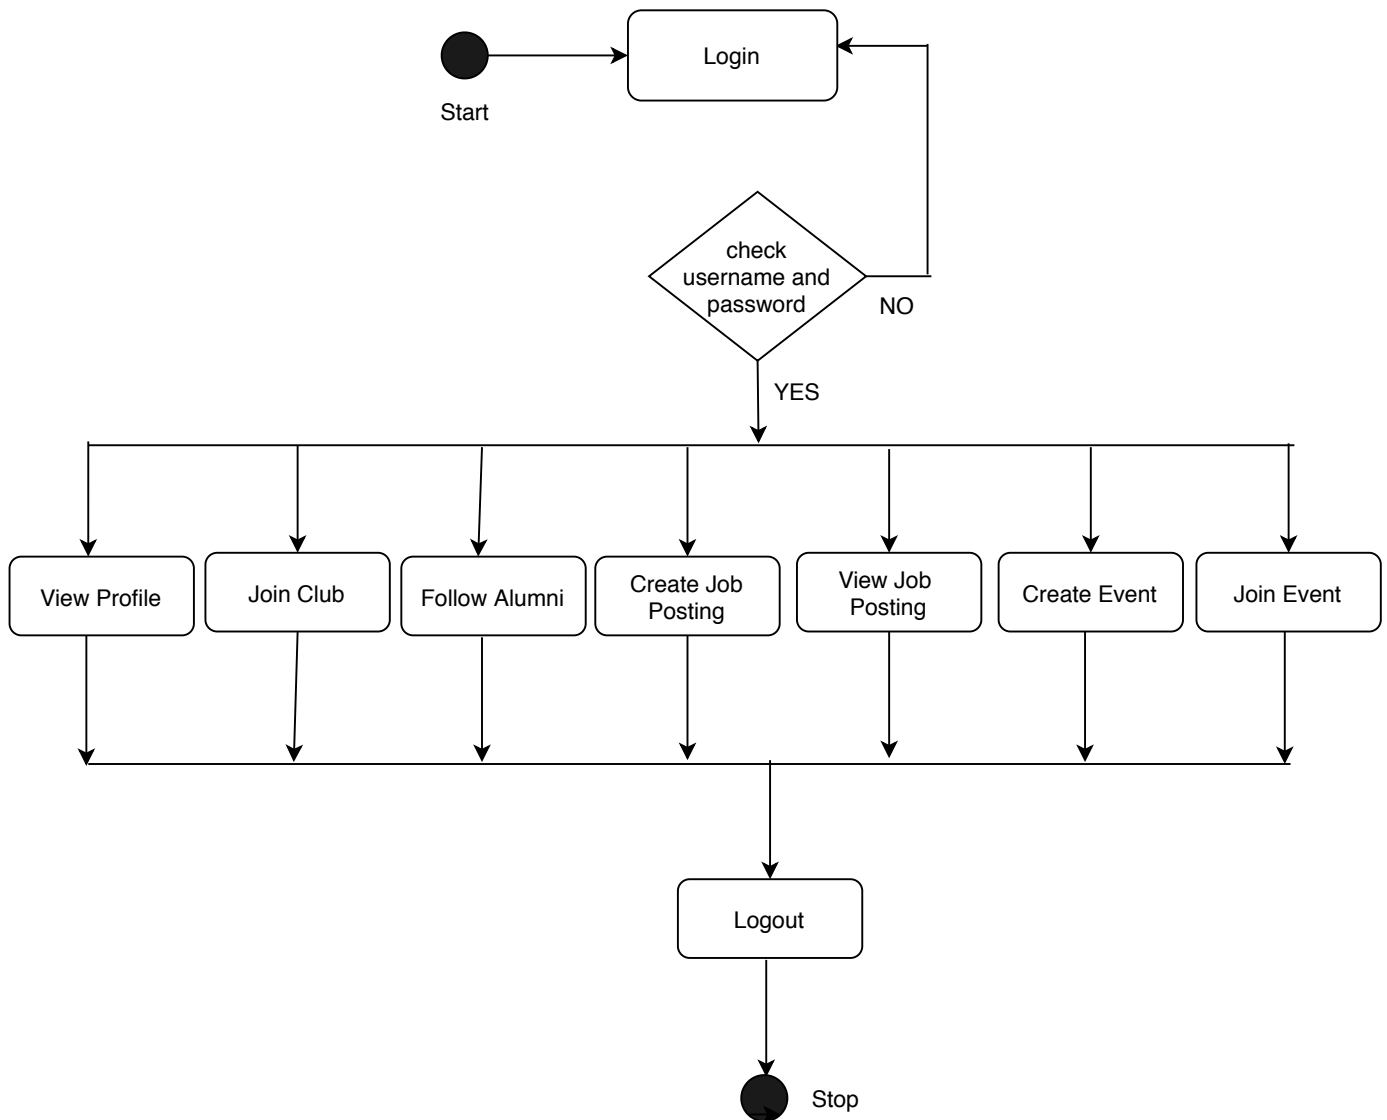 Login
Start
check
username and
password
NO
YES
View Profile
Join Club
Follow Alumni
Create Job
Posting
View Job
Posting
Create Event
Join Event
Logout
Stop